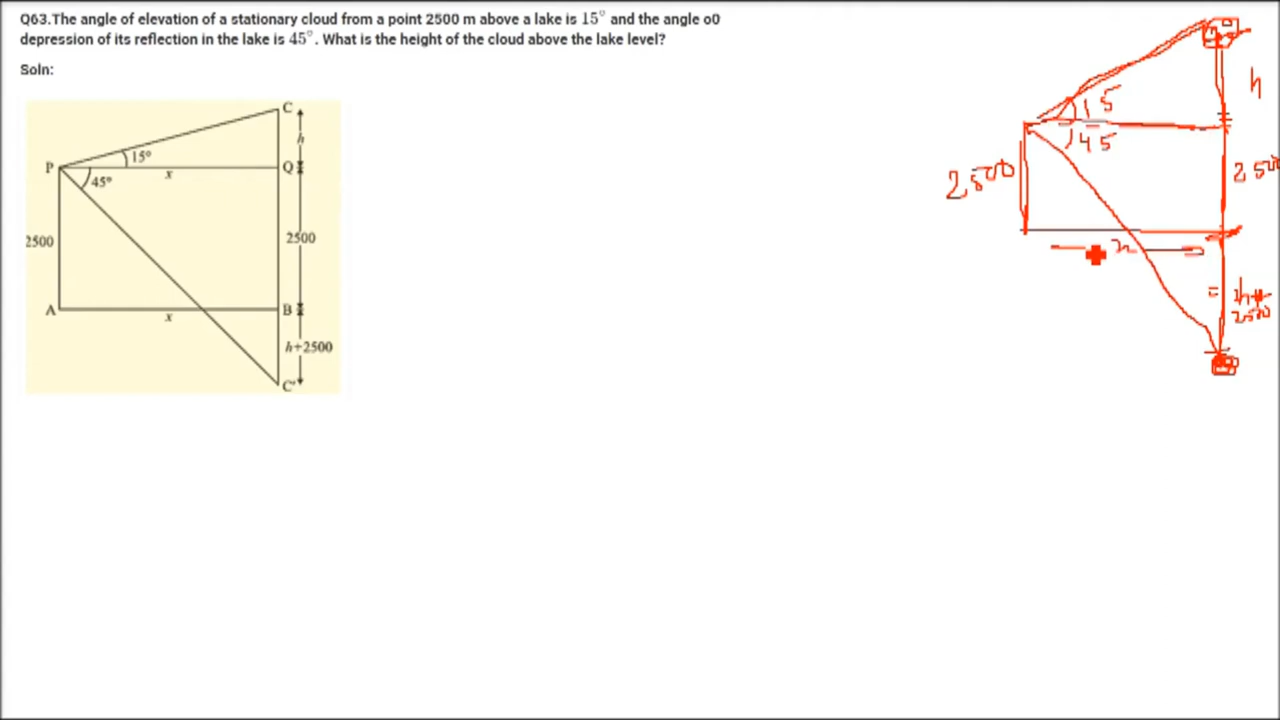 Q63.The angle of elevation of a stationary cloud from a point 2500 m above a lake is 15° and the angle o0
depression of its reflection in the lake is 45°. What is the height of the cloud above the lake level?
Soln:
C
h
15°
P
Q
x
45°
2500
2500
A
B
x
h+2500
C'
h
15
45
2500
2500
x
= h+
2500